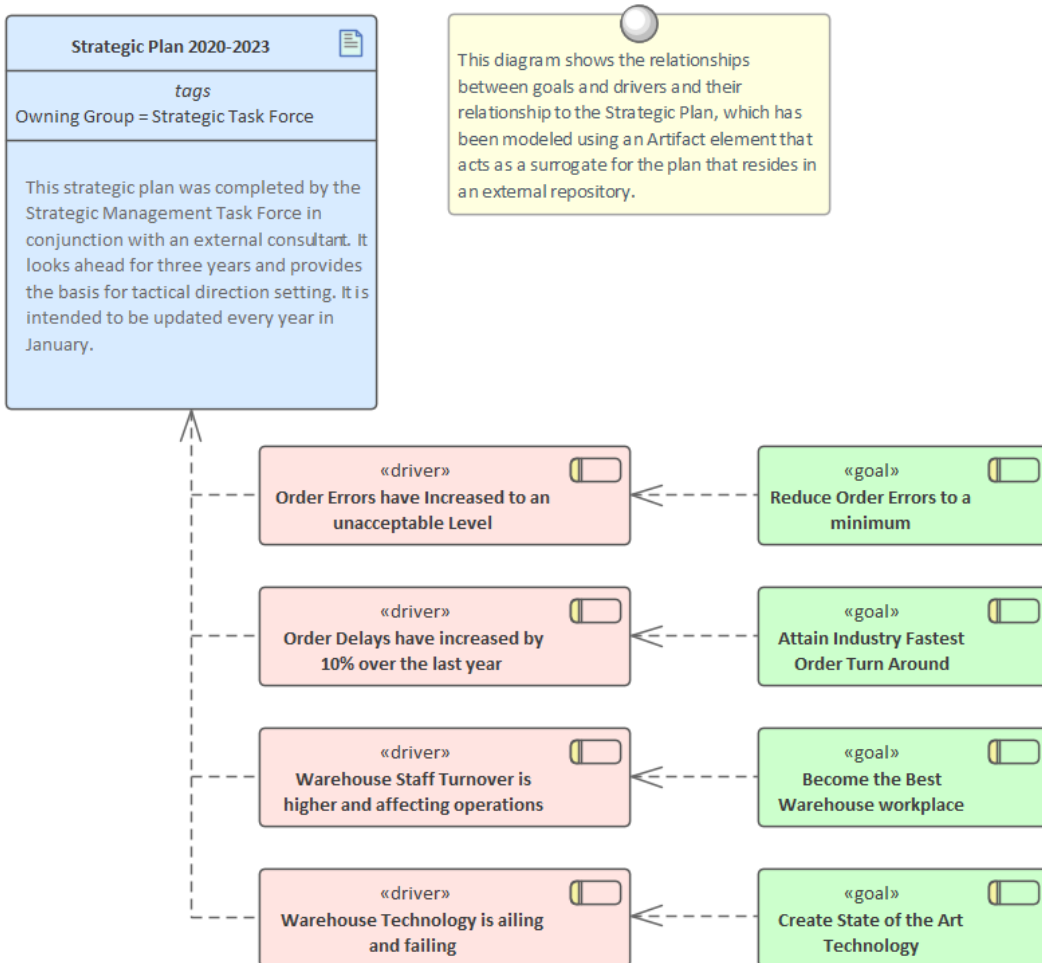 Strategic Plan 2020-2023
tags
Owning Group = Strategic Task Force
This strategic plan was completed by the
Strategic Management Task Force in
conjunction with an external consultant. It
looks ahead for three years and provides
the basis for tactical direction setting. It is
intended to be updated every year in
January.
This diagram shows the relationships
between goals and drivers and their
relationship to the Strategic Plan, which has
been modeled using an Artifact element that
acts as a surrogate for the plan that resides in
an external repository.
«driver»
Order Errors have Increased to an
unacceptable Level
«goal»
Reduce Order Errors to a
minimum
«driver»
Order Delays have increased by
10% over the last year
«goal»
Attain Industry Fastest
Order Turn Around
«driver»
Warehouse Staff Turnover is
higher and affecting operations
«goal»
Become the Best
Warehouse workplace
«driver»
Warehouse Technology is ailing
and failing
«goal»
Create State of the Art
Technology